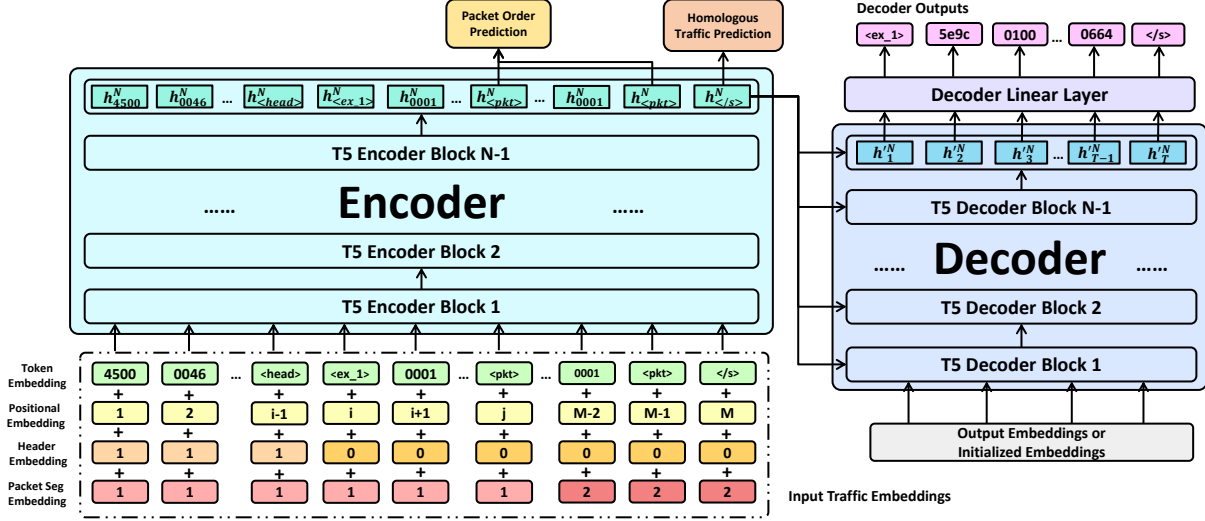 Packet Order
Prediction
Homologous
Traffic Prediction
Decoder Outputs
<ex_1> 5e9c 0100 ... 0664 </s>
Decoder Linear Layer
h^N_4500 h^N_0046 ... h^N_<head> h^N_<ex_1> h^N_0001 ... h^N_<pkt> ... h^N_0001 h^N_<pkt> h^N_</s>
T5 Encoder Block N-1
...... Encoder ......
T5 Encoder Block 2
T5 Encoder Block 1
h'^N_1 h'^N_2 h'^N_3 ... h'^N_T-1 h'^N_T
T5 Decoder Block N-1
...... Decoder ......
T5 Decoder Block 2
T5 Decoder Block 1
Output Embeddings or
Initialized Embeddings
Token
Embedding
4500 0046 ... <head> <ex_1> 0001 ... <pkt> ... 0001 <pkt> </s>
+ + + + + + + + +
Positional
Embedding
1 2 i-1 i i+1 j M-2 M-1 M
+ + + + + + + + +
Header
Embedding
1 1 1 0 0 0 0 0 0
+ + + + + + + + +
Packet Seg
Embedding
1 1 1 1 1 1 2 2 2
Input Traffic Embeddings